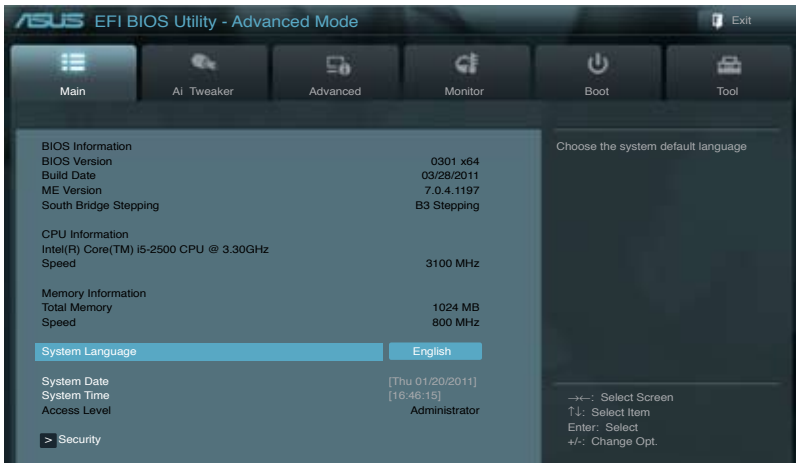 ASUS EFI BIOS Utility - Advanced Mode
Exit
Main Ai Tweaker Advanced Monitor Boot Tool
BIOS Information
BIOS Version 0301 x64
Build Date 03/28/2011
ME Version 7.0.4.1197
South Bridge Stepping B3 Stepping
CPU Information
Intel(R) Core(TM) i5-2500 CPU @ 3.30GHz
Speed 3100 MHz
Memory Information
Total Memory 1024 MB
Speed 800 MHz
System Language English
System Date [Thu 01/20/2011]
System Time [16:46:15]
Access Level Administrator
> Security
Choose the system default language
→←: Select Screen
↑↓: Select Item
Enter: Select
+/-: Change Opt.